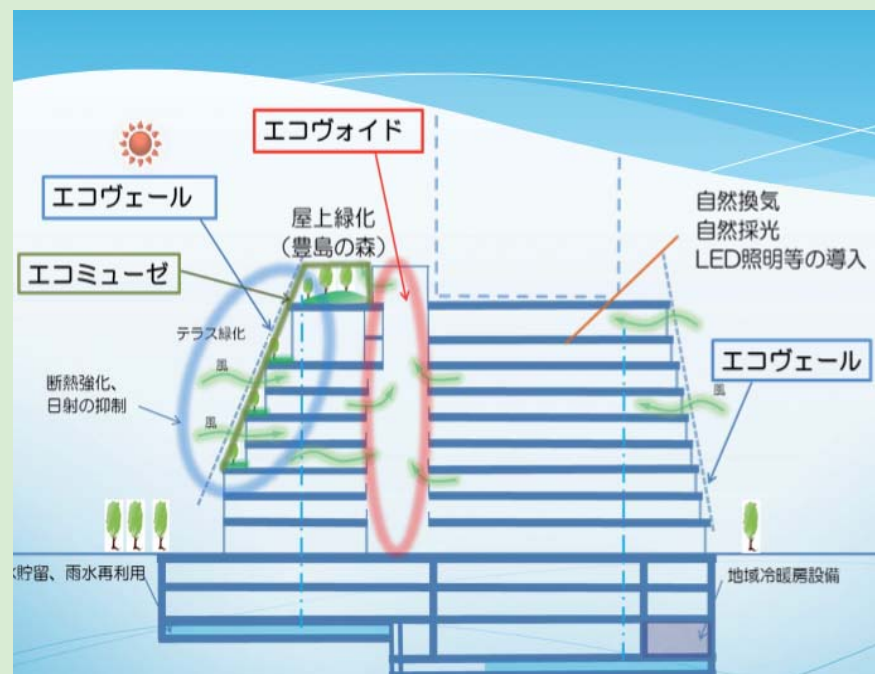 エコヴォイド
エコヴェール
屋上緑化
(豊島の森)
エコミューゼ
自然換気
自然採光
LED照明等の導入
テラス緑化
風
断熱強化、
日射の抑制
風
エコヴェール
風
貯留、雨水再利用
地域冷暖房設備